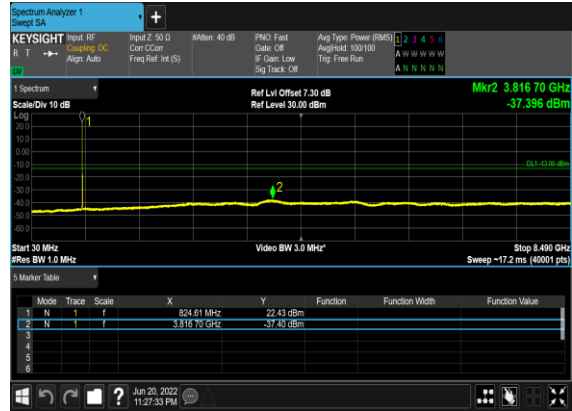 Spectrum Analyzer 1
Swept SA
+
KEYSIGHT Input: RF Input Z: 50 Ω #Atten: 40 dB PNO: Fast Avg Type: Power (RMS) 1 2 3 4 5 6
R T Coupling: DC Corr CCorr Gate: Off Avg|Hold: 100/100 A W W W W W
Align: Auto Freq Ref: Int (S) IF Gain: Low Trig: Free Run
Sig Track: Off A N N N N N
1 Spectrum
Ref Lvl Offset 7.30 dB Mkr2 3.816 70 GHz
Scale/Div 10 dB Ref Level 30.00 dBm -37.396 dBm
Log
1
20.0
10.0
0.00
-10.0
DL1 -13.00 dBm
-20.0
-30.0
2
-40.0
-50.0
-60.0
Start 30 MHz Video BW 3.0 MHz* Stop 8.490 GHz
#Res BW 1.0 MHz Sweep ~17.2 ms (40001 pts)
5 Marker Table
Mode Trace Scale X Y Function Function Width Function Value
1 N 1 f 824.61 MHz 22.43 dBm
2 N 1 f 3.816 70 GHz -37.40 dBm
3
4
5
6
? Jun 20, 2022
11:27:33 PM